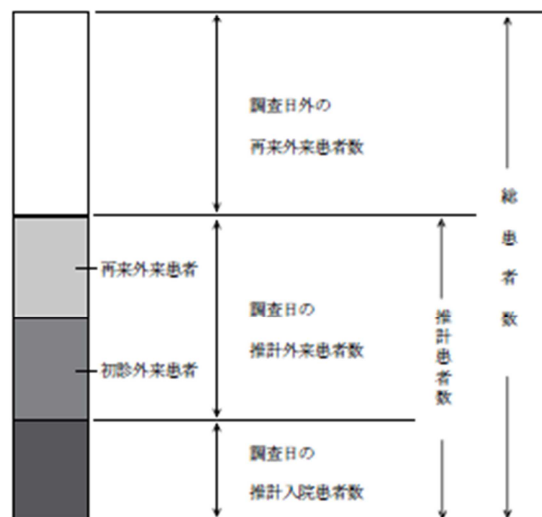 調査日外の
再来外来患者数
総患者数
再来外来患者
調査日の
推計外来患者数
推計患者数
初診外来患者
調査日の
推計入院患者数